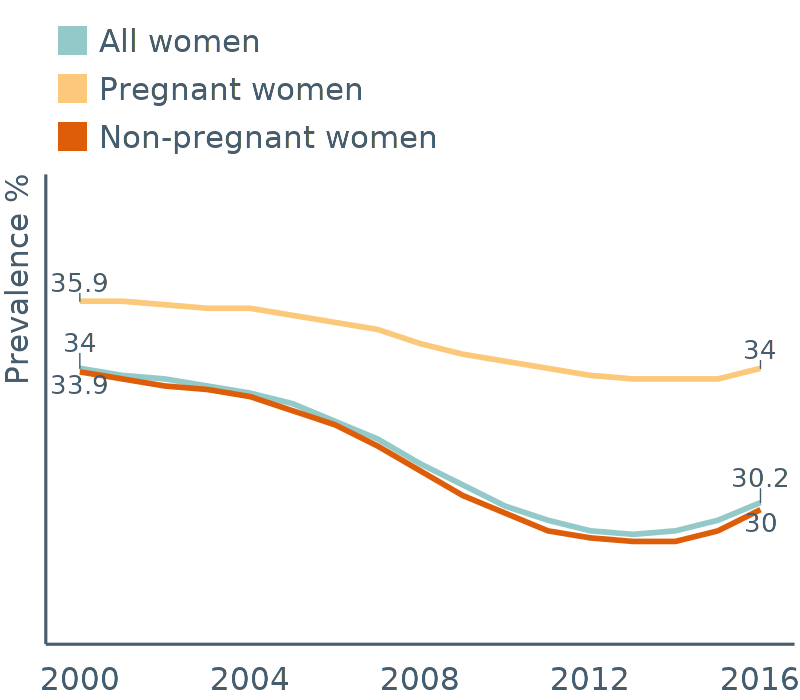 All women
Pregnant women
Non-pregnant women
Prevalence %
35.9
34
33.9
34
30.2
30
2000 2004 2008 2012 2016